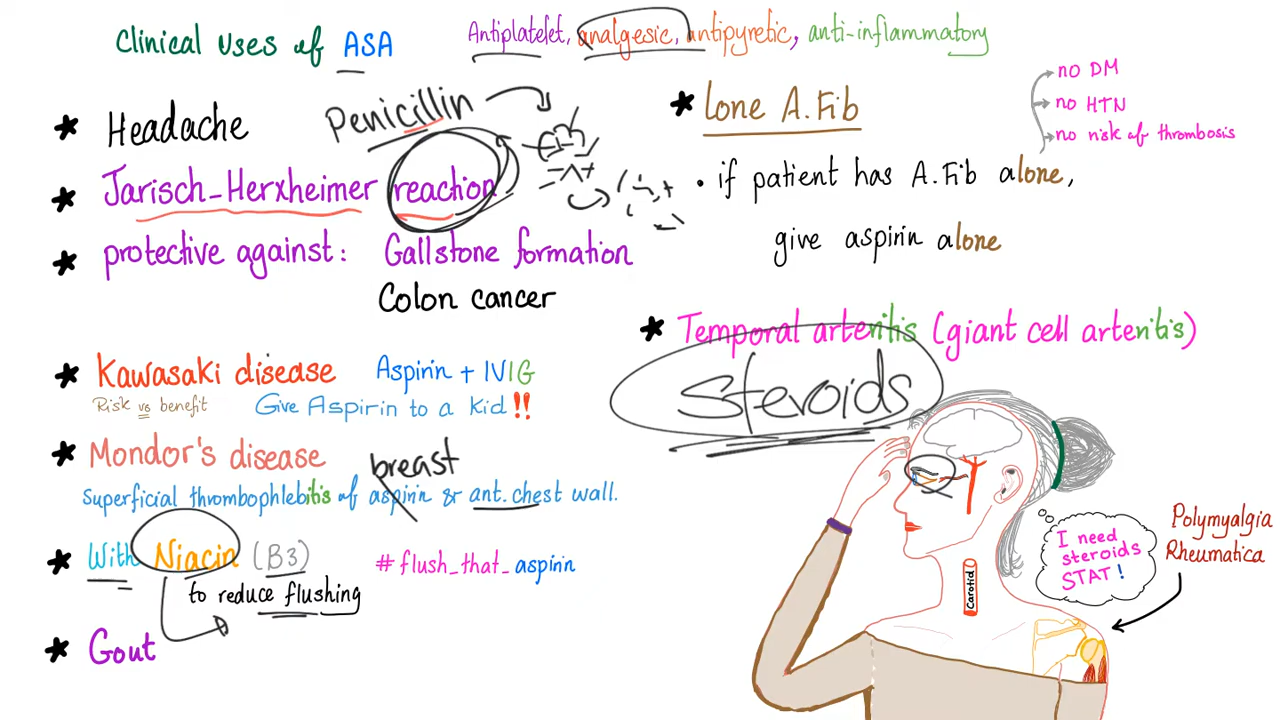 Clinical uses of ASA
Antiplatelet, analgesic, antipyretic, anti-inflammatory
* Headache
Penicillin
* Jarisch-Herxheimer reaction
* protective against: Gallstone formation
Colon cancer
* Kawasaki disease Aspirin + IVIG
Risk vs benefit Give Aspirin to a kid !!
* Mondor's disease
breast
Superficial thrombophlebitis of aspirin & ant. chest wall.
* With Niacin (B3) #flush_that_aspirin
to reduce flushing
* Gout
* lone A.Fib
no DM
no HTN
no risk of thrombosis
• if patient has A.Fib alone,
give aspirin alone
* Temporal arteritis (giant cell arteritis)
steroids
Carotid
I need
steroids
STAT!
Polymyalgia
Rheumatica